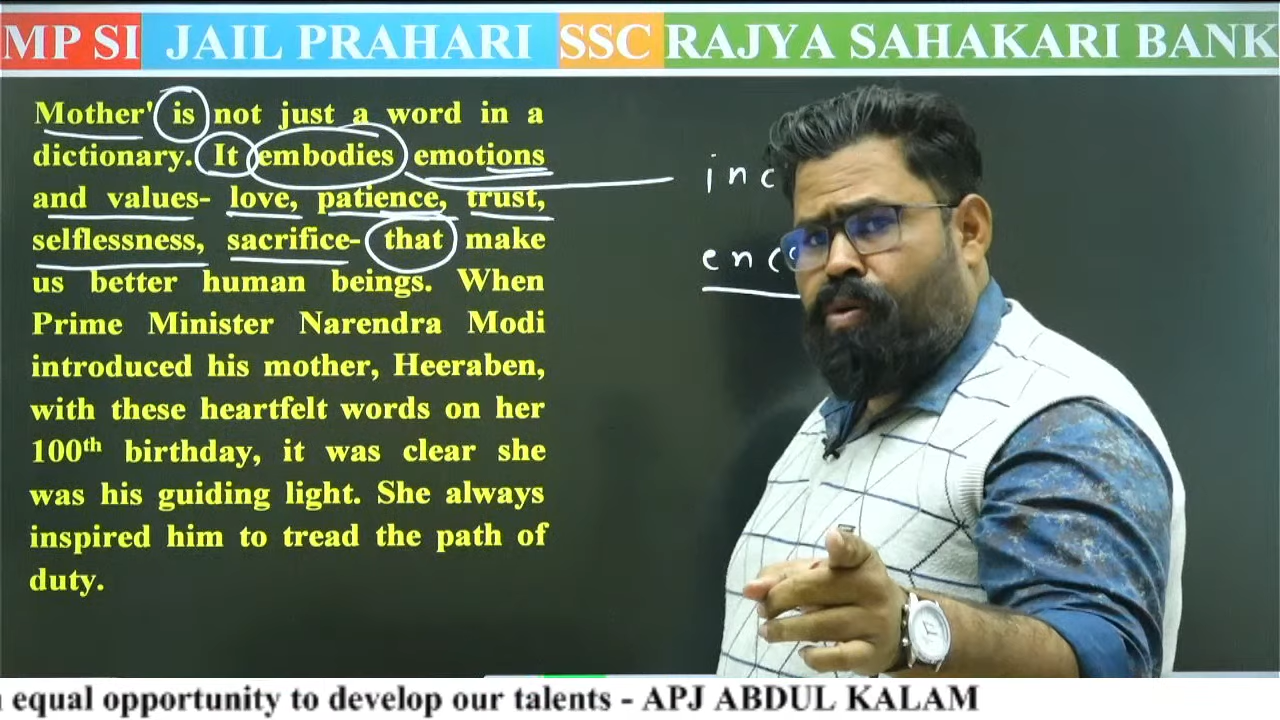 MP SI JAIL PRAHARI SSC RAJYA SAHAKARI BANK
Mother' is not just a word in a
dictionary. It embodies emotions
and values- love, patience, trust,
selflessness, sacrifice- that make
us better human beings. When
Prime Minister Narendra Modi
introduced his mother, Heeraben,
with these heartfelt words on her
100th birthday, it was clear she
was his guiding light. She always
inspired him to tread the path of
duty.
inc
enc
equal opportunity to develop our talents - APJ ABDUL KALAM